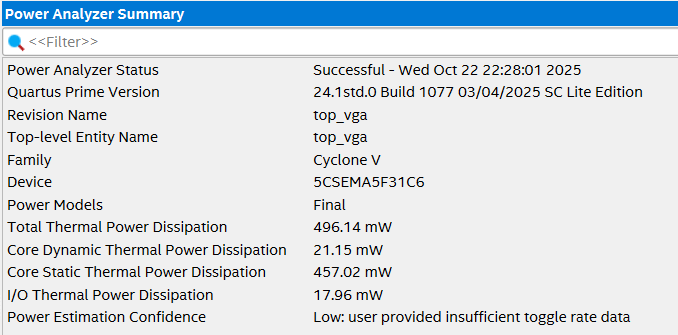 Power Analyzer Summary
<<Filter>>
Power Analyzer Status Successful - Wed Oct 22 22:28:01 2025
Quartus Prime Version 24.1std.0 Build 1077 03/04/2025 SC Lite Edition
Revision Name top_vga
Top-level Entity Name top_vga
Family Cyclone V
Device 5CSEMA5F31C6
Power Models Final
Total Thermal Power Dissipation 496.14 mW
Core Dynamic Thermal Power Dissipation 21.15 mW
Core Static Thermal Power Dissipation 457.02 mW
I/O Thermal Power Dissipation 17.96 mW
Power Estimation Confidence Low: user provided insufficient toggle rate data